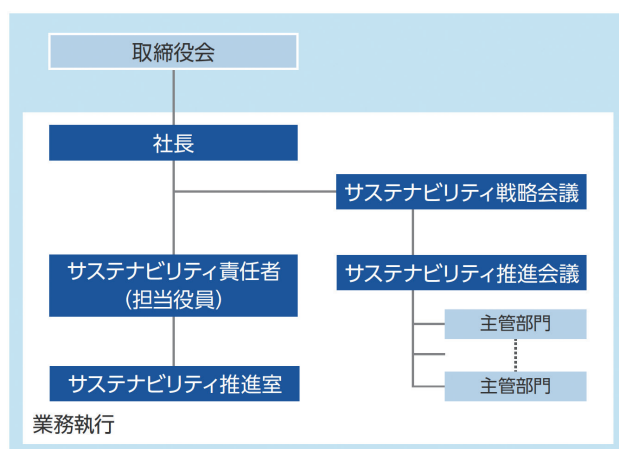 取締役会
社長
サステナビリティ戦略会議
サステナビリティ責任者
（担当役員）
サステナビリティ推進会議
主管部門
主管部門
サステナビリティ推進室
業務執行